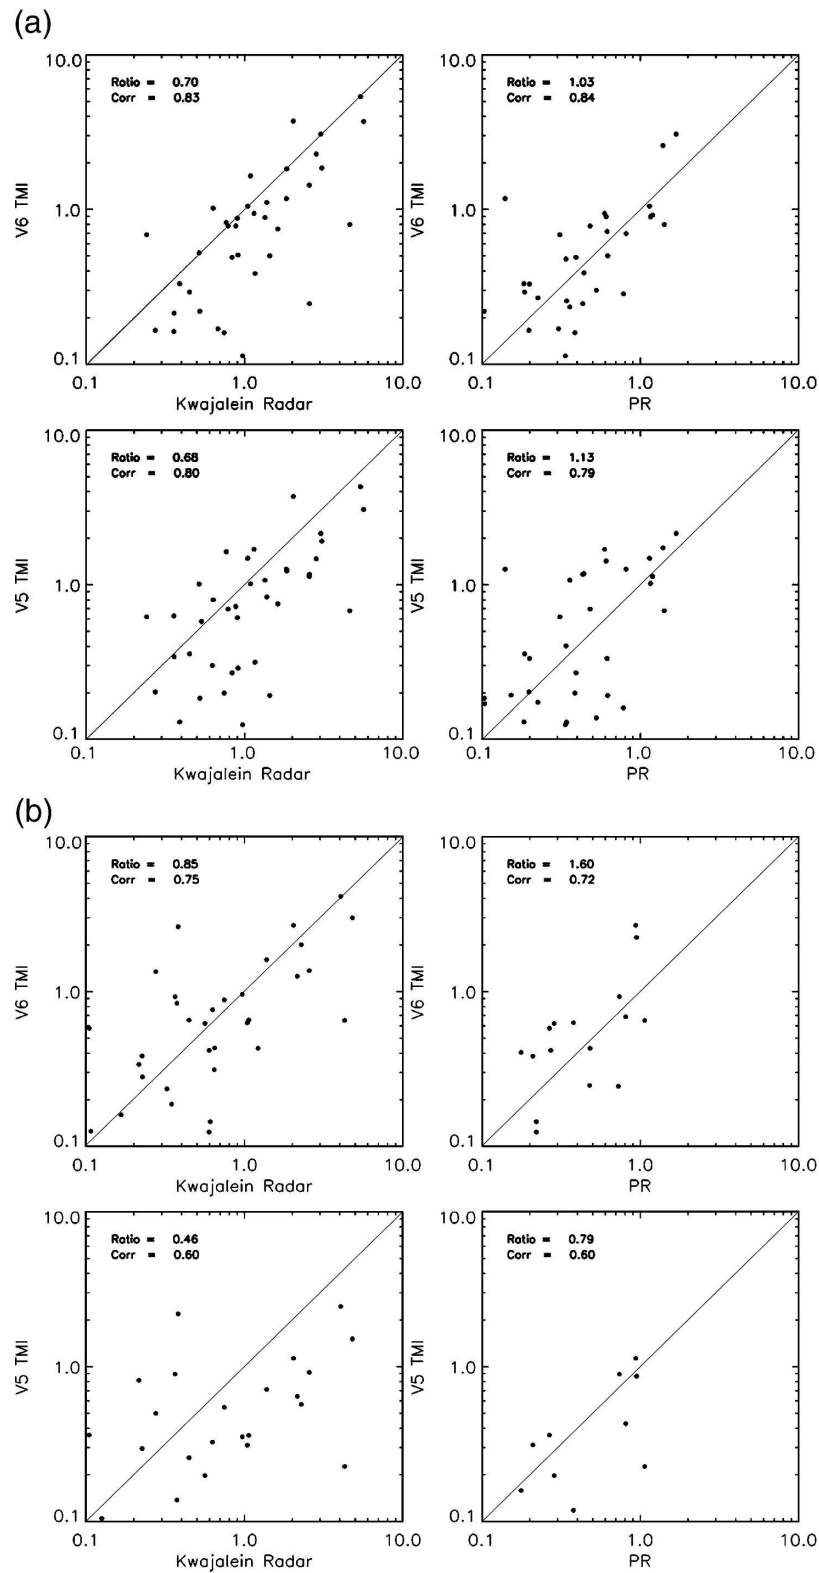 (a)
10.0
Ratio = 0.70
Corr = 0.83
V6 TMI
1.0
0.1
0.1 1.0 10.0
Kwajalein Radar
10.0
Ratio = 1.03
Corr = 0.84
V6 TMI
1.0
0.1
0.1 1.0 10.0
PR
10.0
Ratio = 0.68
Corr = 0.80
V5 TMI
1.0
0.1
0.1 1.0 10.0
Kwajalein Radar
10.0
Ratio = 1.13
Corr = 0.79
V5 TMI
1.0
0.1
0.1 1.0 10.0
PR
(b)
10.0
Ratio = 0.85
Corr = 0.75
V6 TMI
1.0
0.1
0.1 1.0 10.0
Kwajalein Radar
10.0
Ratio = 1.60
Corr = 0.72
V6 TMI
1.0
0.1
0.1 1.0 10.0
PR
10.0
Ratio = 0.46
Corr = 0.60
V5 TMI
1.0
0.1
0.1 1.0 10.0
Kwajalein Radar
10.0
Ratio = 0.79
Corr = 0.60
V5 TMI
1.0
0.1
0.1 1.0 10.0
PR